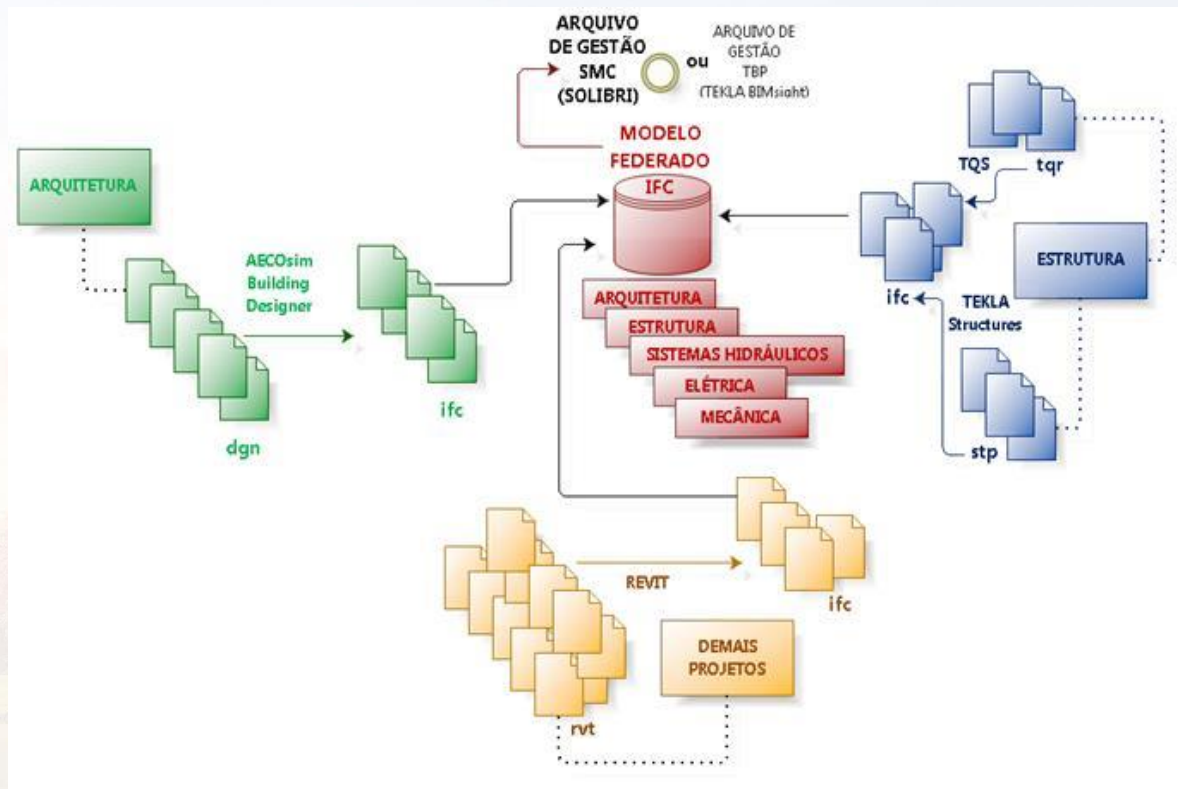 ARQUIVO
DE GESTÃO
SMC
(SOLIBRI)
ou
ARQUIVO DE
GESTÃO
TBP
(TEKLA BIMsight)
MODELO
FEDERADO
IFC
ARQUITETURA
ESTRUTURA
SISTEMAS HIDRÁULICOS
ELÉTRICA
MECÂNICA
ARQUITETURA
AECOsim
Building
Designer
dgn
ifc
TQS
tqr
ifc
ESTRUTURA
TEKLA
Structures
stp
REVIT
ifc
rvt
DEMAIS
PROJETOS